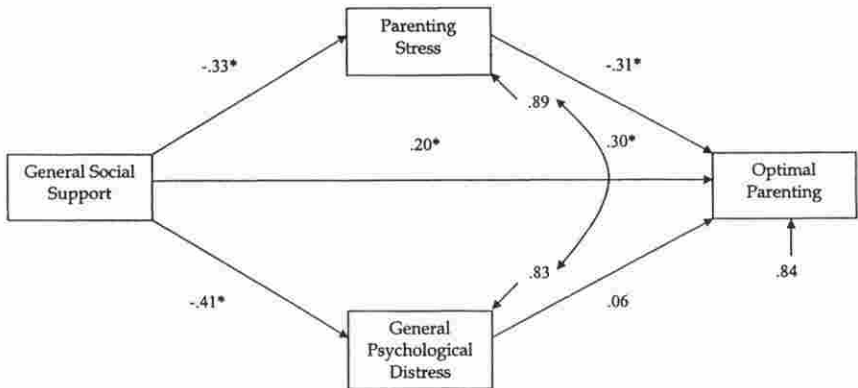 Parenting
Stress
-.33*
-.31*
.89
.20*
.30*
General Social
Support
Optimal
Parenting
.83
.84
-.41*
.06
General
Psychological
Distress